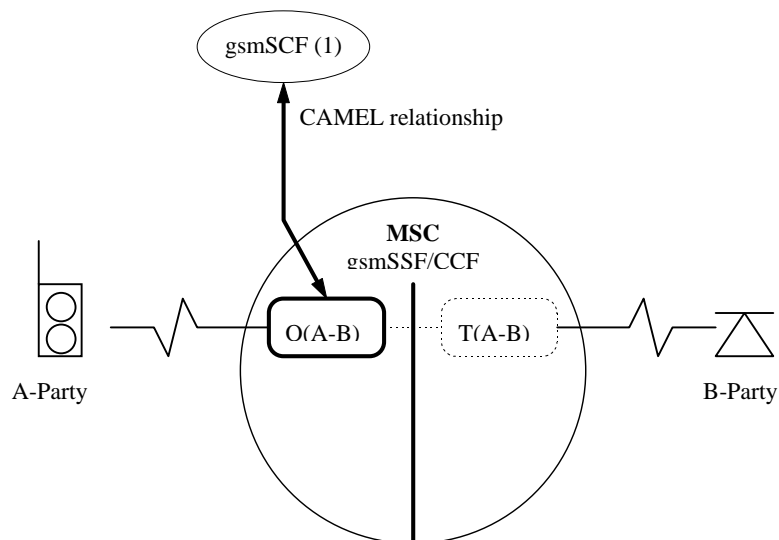 gsmSCF (1)
CAMEL relationship
MSC
gsmSSF/CCF
O(A-B)
T(A-B)
A-Party
B-Party